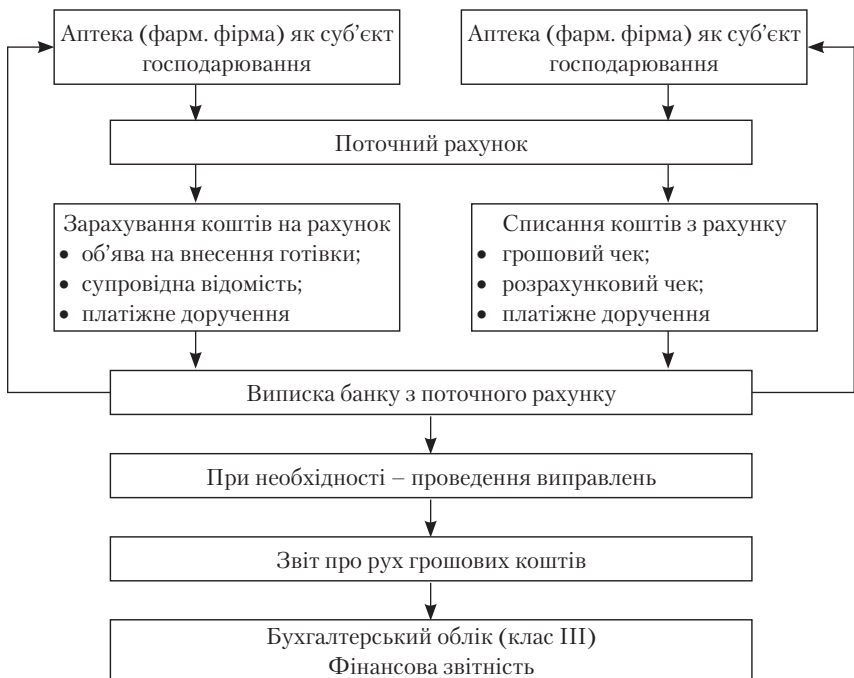 Аптека (фарм. фірма) як суб’єкт
господарювання
Аптека (фарм. фірма) як суб’єкт
господарювання
Поточний рахунок
Зарахування коштів на рахунок
• об’ява на внесення готівки;
• супровідна відомість;
• платіжне доручення
Списання коштів з рахунку
• грошовий чек;
• розрахунковий чек;
• платіжне доручення
Виписка банку з поточного рахунку
При необхідності – проведення виправлень
Звіт про рух грошових коштів
Бухгалтерський облік (клас III)
Фінансова звітність